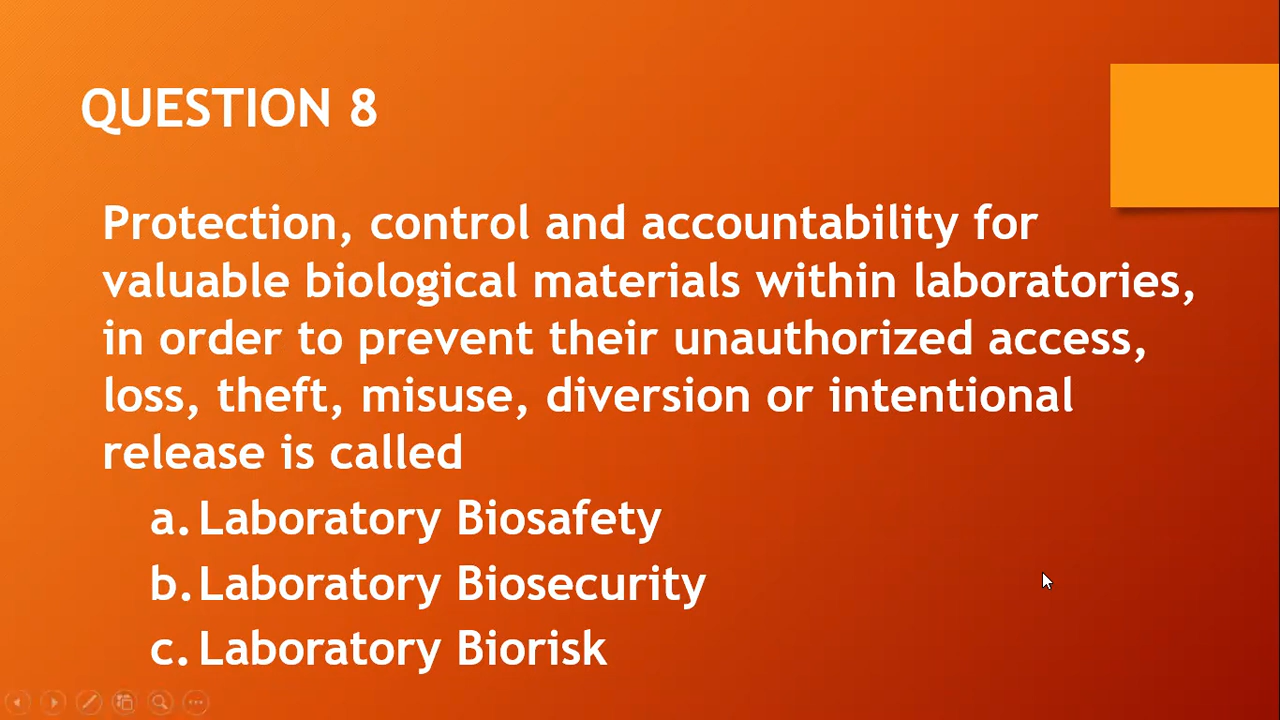 QUESTION 8
Protection, control and accountability for
valuable biological materials within laboratories,
in order to prevent their unauthorized access,
loss, theft, misuse, diversion or intentional
release is called
a. Laboratory Biosafety
b. Laboratory Biosecurity
c. Laboratory Biorisk